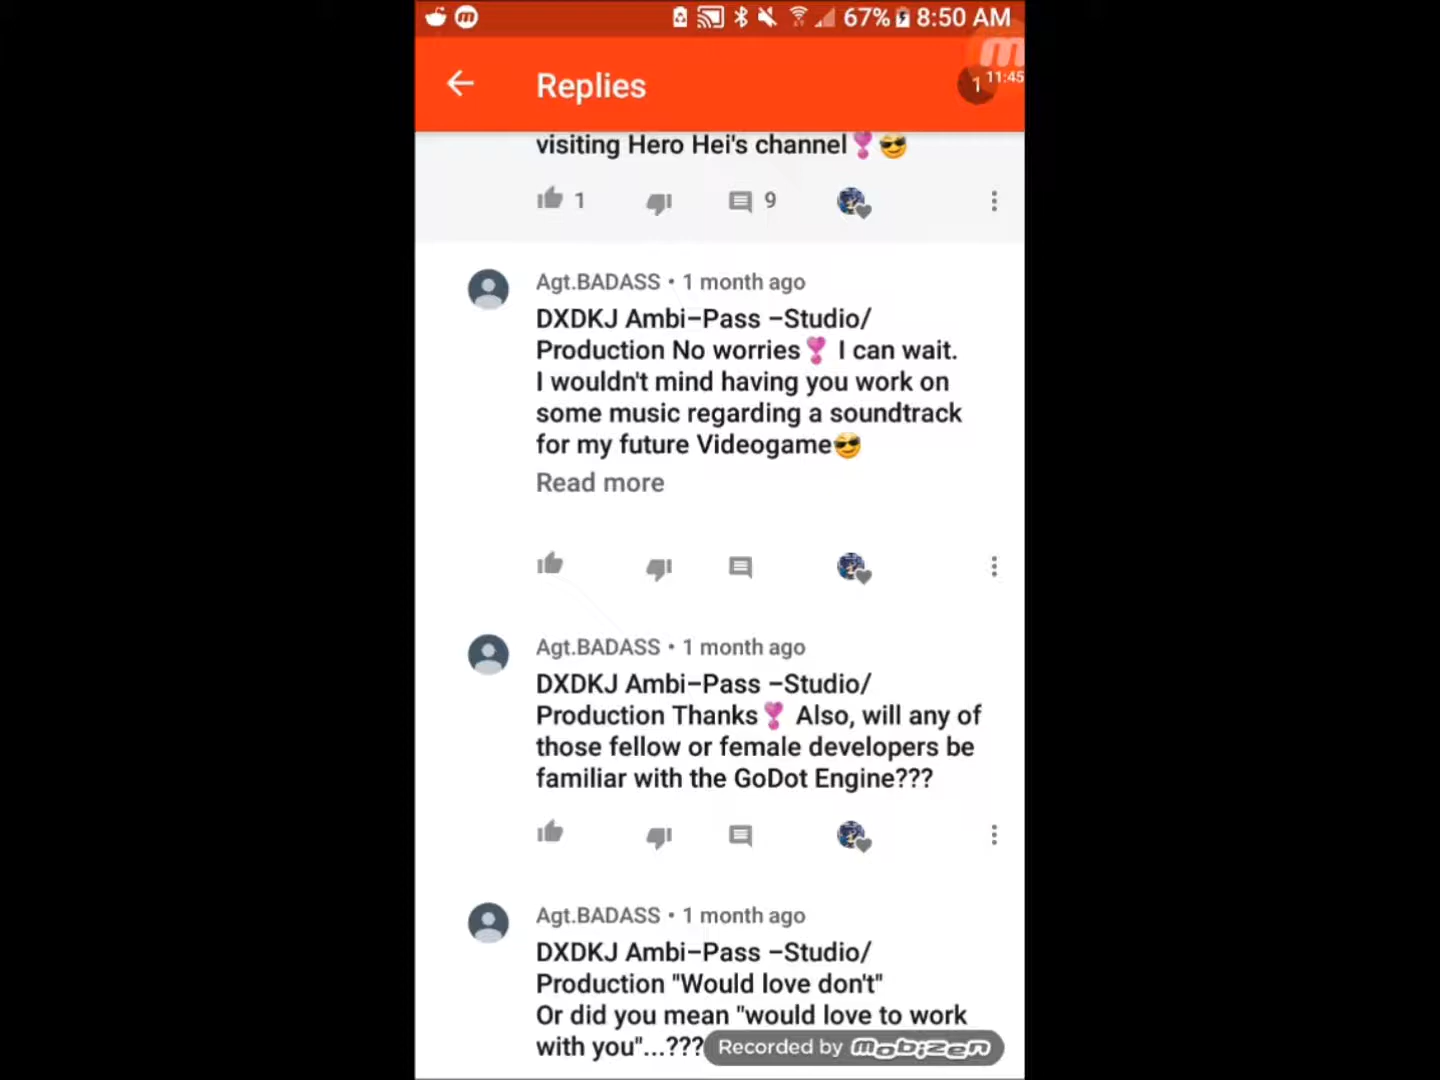 67% 8:50 AM
Replies
1 11:45
visiting Hero Hei's channel❣😎
1 9
Agt.BADASS • 1 month ago
DXDKJ Ambi–Pass –Studio/
Production No worries❣ I can wait.
I wouldn't mind having you work on
some music regarding a soundtrack
for my future Videogame😎
Read more
Agt.BADASS • 1 month ago
DXDKJ Ambi–Pass –Studio/
Production Thanks❣ Also, will any of
those fellow or female developers be
familiar with the GoDot Engine???
Agt.BADASS • 1 month ago
DXDKJ Ambi–Pass –Studio/
Production "Would love don't"
Or did you mean "would love to work
with you"...???
Recorded by mobizen